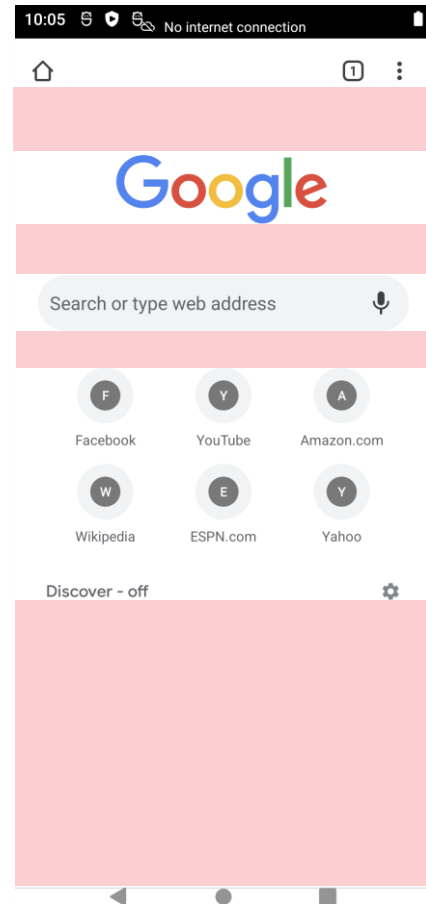 10:05 No internet connection
1
Google
Search or type web address
F Y A
Facebook YouTube Amazon.com
W E Y
Wikipedia ESPN.com Yahoo
Discover - off